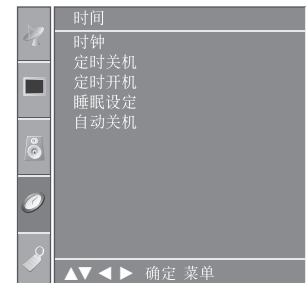 时间
时钟
定时关机
定时开机
睡眠设定
自动关机
▲▼◀▶ 确定 菜单